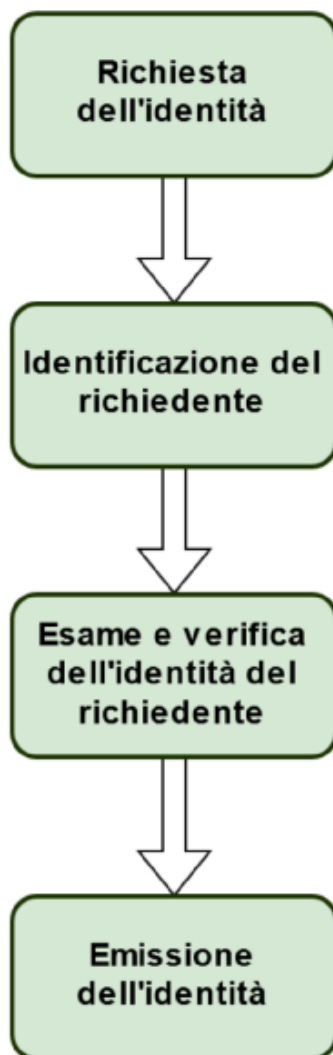 Richiesta
dell'identità
Identificazione del
richiedente
Esame e verifica
dell'identità del
richiedente
Emissione
dell'identità